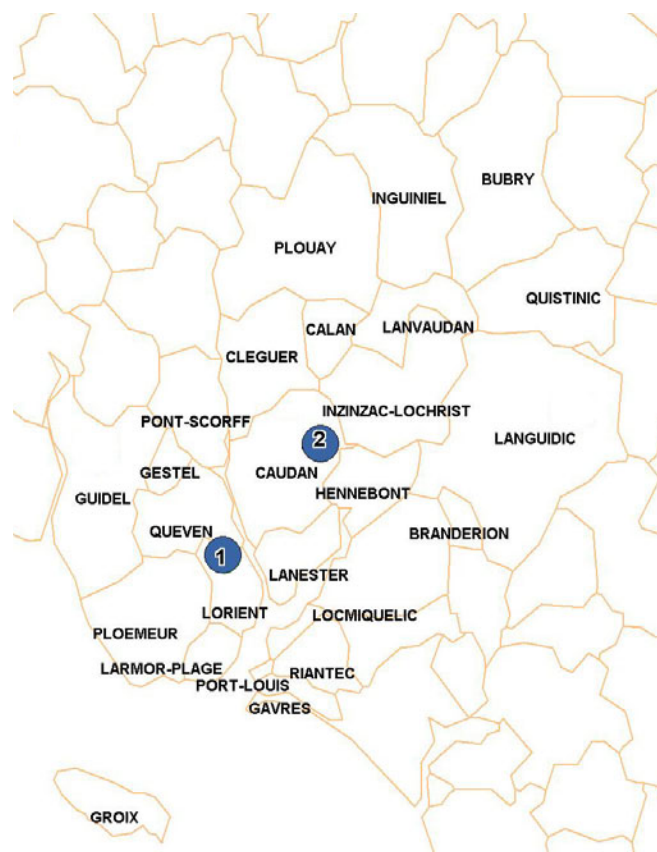 BUBRY
INGUINIEL
PLOUAY
QUISTINIC
CALAN
LANVAUDAN
CLEGUER
INZINZAC-LOCHRIST
PONT-SCORFF
2
LANGUIDIC
GESTEL
CAUDAN
GUIDEL
HENNEBONT
QUEVEN
BRANDERION
1
LANESTER
LORIENT
LOCMIQUELIC
PLOEMEUR
LARMOR-PLAGE
RIANTEC
PORT-LOUIS
GAVRES
GROIX